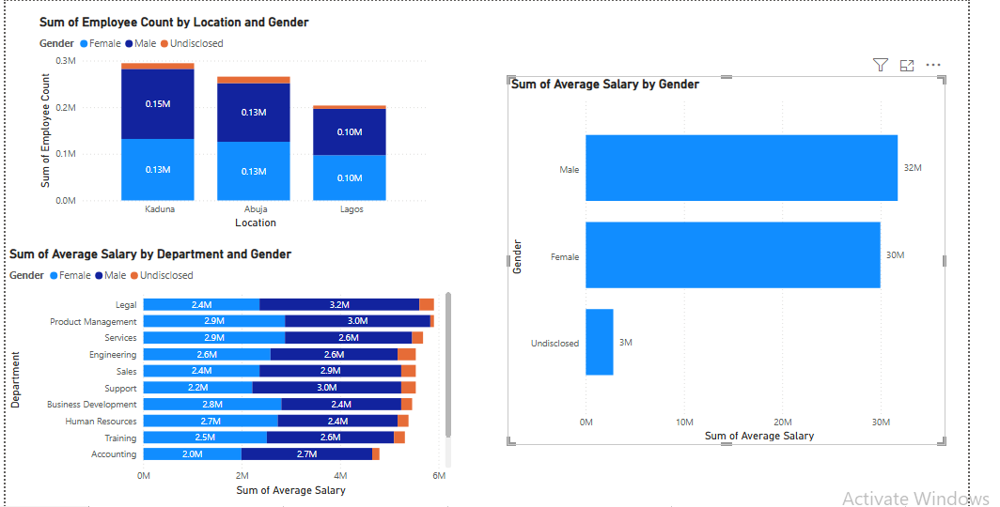 Sum of Employee Count by Location and Gender
Gender Female Male Undisclosed
Sum of Employee Count
0.3M
0.2M
0.1M
0.0M
0.15M
0.13M
0.13M
0.13M
0.10M
0.10M
Kaduna Abuja Lagos
Location
Sum of Average Salary by Department and Gender
Gender Female Male Undisclosed
Department
Legal 2.4M 3.2M
Product Management 2.9M 3.0M
Services 2.9M 2.6M
Engineering 2.6M 2.6M
Sales 2.4M 2.9M
Support 2.2M 3.0M
Business Development 2.8M 2.4M
Human Resources 2.7M 2.4M
Training 2.5M 2.6M
Accounting 2.0M 2.7M
0M 2M 4M 6M
Sum of Average Salary
Sum of Average Salary by Gender
Gender
Male 32M
Female 30M
Undisclosed 3M
0M 10M 20M 30M
Sum of Average Salary
Activate Windows